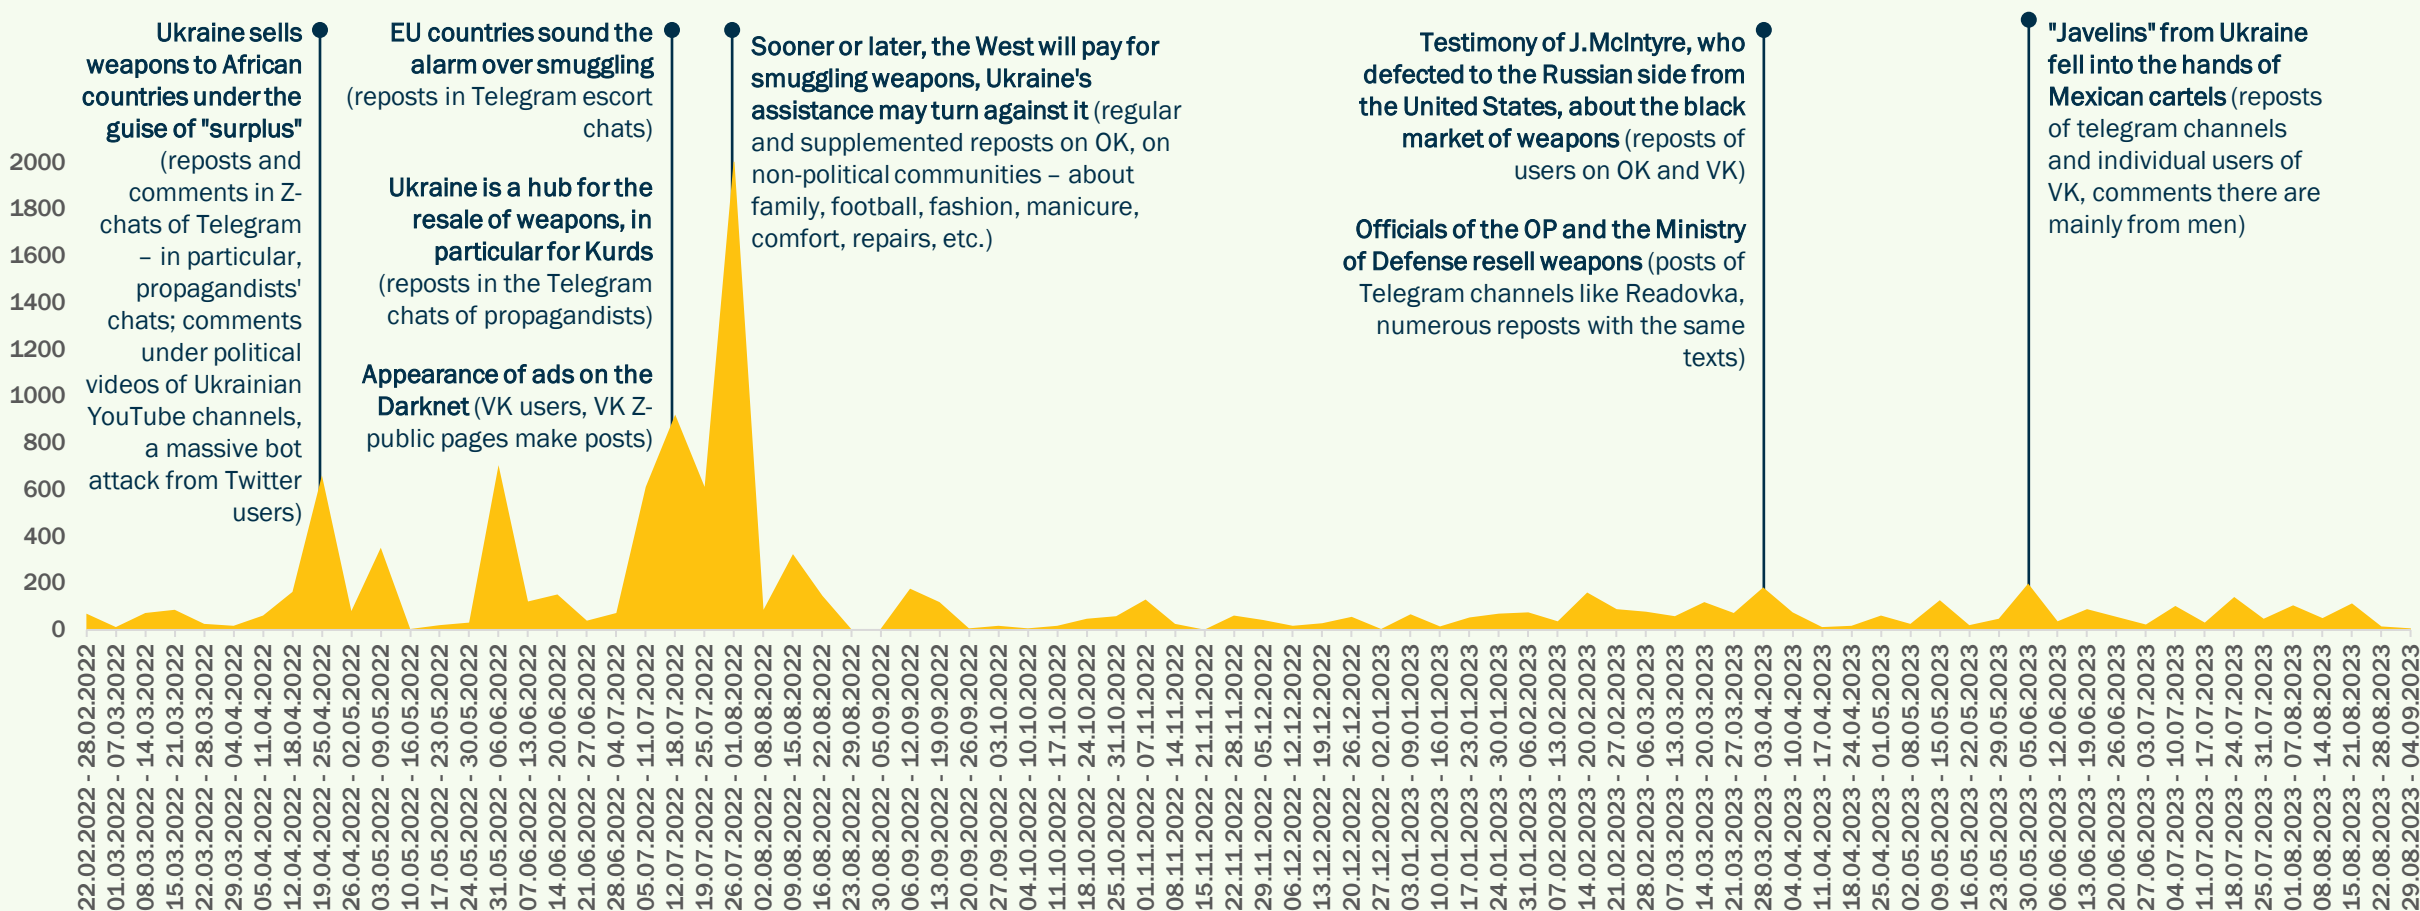 Ukraine sells
weapons to African
countries under the
guise of "surplus"
(reposts and
comments in Z-
chats of Telegram
– in particular,
propagandists'
chats; comments
under political
videos of Ukrainian
YouTube channels,
a massive bot
attack from Twitter
users)
EU countries sound the
alarm over smuggling
(reposts in Telegram escort
chats)
Ukraine is a hub for the
resale of weapons, in
particular for Kurds
(reposts in the Telegram
chats of propagandists)
Appearance of ads on the
Darknet (VK users, VK Z-
public pages make posts)
Sooner or later, the West will pay for
smuggling weapons, Ukraine's
assistance may turn against it (regular
and supplemented reposts on OK, on
non-political communities – about
family, football, fashion, manicure,
comfort, repairs, etc.)
Testimony of J.McIntyre, who
defected to the Russian side from
the United States, about the black
market of weapons (reposts of
users on OK and VK)
Officials of the OP and the Ministry
of Defense resell weapons (posts of
Telegram channels like Readovka,
numerous reposts with the same
texts)
"Javelins" from Ukraine
fell into the hands of
Mexican cartels (reposts
of telegram channels
and individual users of
VK, comments there are
mainly from men)
2000
1800
1600
1400
1200
1000
800
600
400
200
0
22.02.2022 - 28.02.2022
01.03.2022 - 07.03.2022
08.03.2022 - 14.03.2022
15.03.2022 - 21.03.2022
22.03.2022 - 28.03.2022
29.03.2022 - 04.04.2022
05.04.2022 - 11.04.2022
12.04.2022 - 18.04.2022
19.04.2022 - 25.04.2022
26.04.2022 - 02.05.2022
03.05.2022 - 09.05.2022
10.05.2022 - 16.05.2022
17.05.2022 - 23.05.2022
24.05.2022 - 30.05.2022
31.05.2022 - 06.06.2022
07.06.2022 - 13.06.2022
14.06.2022 - 20.06.2022
21.06.2022 - 27.06.2022
28.06.2022 - 04.07.2022
05.07.2022 - 11.07.2022
12.07.2022 - 18.07.2022
19.07.2022 - 25.07.2022
26.07.2022 - 01.08.2022
02.08.2022 - 08.08.2022
09.08.2022 - 15.08.2022
16.08.2022 - 22.08.2022
23.08.2022 - 29.08.2022
30.08.2022 - 05.09.2022
06.09.2022 - 12.09.2022
13.09.2022 - 19.09.2022
20.09.2022 - 26.09.2022
27.09.2022 - 03.10.2022
04.10.2022 - 10.10.2022
11.10.2022 - 17.10.2022
18.10.2022 - 24.10.2022
25.10.2022 - 31.10.2022
01.11.2022 - 07.11.2022
08.11.2022 - 14.11.2022
15.11.2022 - 21.11.2022
22.11.2022 - 28.11.2022
29.11.2022 - 05.12.2022
06.12.2022 - 12.12.2022
13.12.2022 - 19.12.2022
20.12.2022 - 26.12.2022
27.12.2022 - 02.01.2023
03.01.2023 - 09.01.2023
10.01.2023 - 16.01.2023
17.01.2023 - 23.01.2023
24.01.2023 - 30.01.2023
31.01.2023 - 06.02.2023
07.02.2023 - 13.02.2023
14.02.2023 - 20.02.2023
21.02.2023 - 27.02.2023
28.02.2023 - 06.03.2023
07.03.2023 - 13.03.2023
14.03.2023 - 20.03.2023
21.03.2023 - 27.03.2023
28.03.2023 - 03.04.2023
04.04.2023 - 10.04.2023
11.04.2023 - 17.04.2023
18.04.2023 - 24.04.2023
25.04.2023 - 01.05.2023
02.05.2023 - 08.05.2023
09.05.2023 - 15.05.2023
16.05.2023 - 22.05.2023
23.05.2023 - 29.05.2023
30.05.2023 - 05.06.2023
06.06.2023 - 12.06.2023
13.06.2023 - 19.06.2023
20.06.2023 - 26.06.2023
27.06.2023 - 03.07.2023
04.07.2023 - 10.07.2023
11.07.2023 - 17.07.2023
18.07.2023 - 24.07.2023
25.07.2023 - 31.07.2023
01.08.2023 - 07.08.2023
08.08.2023 - 14.08.2023
15.08.2023 - 21.08.2023
22.08.2023 - 28.08.2023
29.08.2023 - 04.09.2023